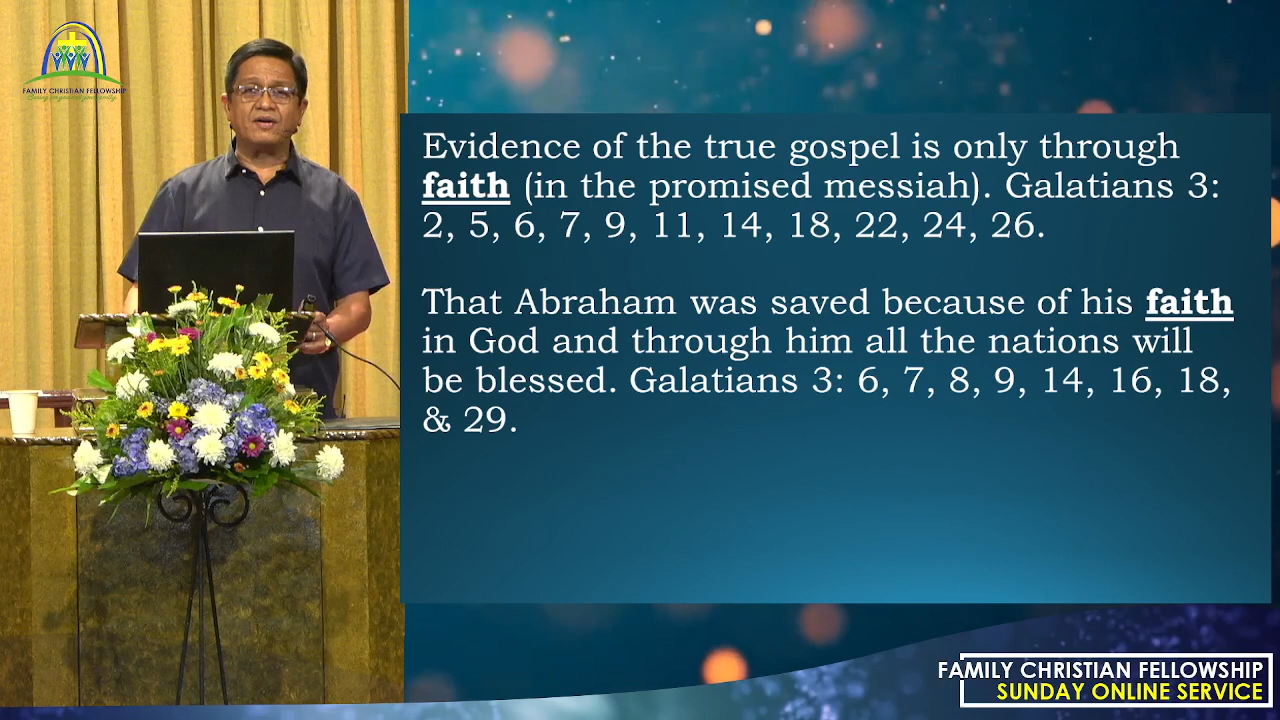 FAMILY CHRISTIAN FELLOWSHIP
Evidence of the true gospel is only through
faith (in the promised messiah). Galatians 3:
2, 5, 6, 7, 9, 11, 14, 18, 22, 24, 26.
That Abraham was saved because of his faith
in God and through him all the nations will
be blessed. Galatians 3: 6, 7, 8, 9, 14, 16, 18,
& 29.
FAMILY CHRISTIAN FELLOWSHIP
SUNDAY ONLINE SERVICE